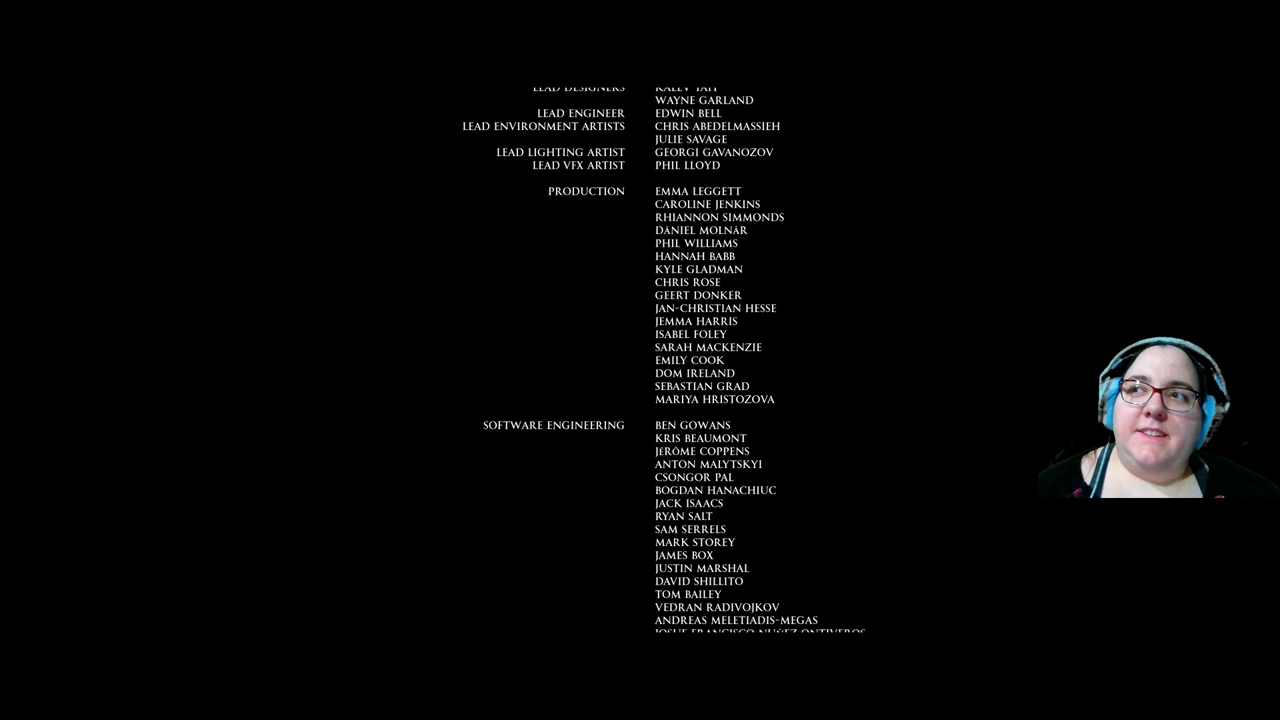 LEAD DESIGNERS
WAYNE GARLAND
LEAD ENGINEER EDWIN BELL
LEAD ENVIRONMENT ARTISTS CHRIS ABEDELMASSIEH
JULIE SAVAGE
LEAD LIGHTING ARTIST GEORGI GAVANOZOV
LEAD VFX ARTIST PHIL LLOYD
PRODUCTION EMMA LEGGETT
CAROLINE JENKINS
RHIANNON SIMMONDS
DÁNIEL MOLNÁR
PHIL WILLIAMS
HANNAH BABB
KYLE GLADMAN
CHRIS ROSE
GEERT DONKER
JAN-CHRISTIAN HESSE
JEMMA HARRIS
ISABEL FOLEY
SARAH MACKENZIE
EMILY COOK
DOM IRELAND
SEBASTIAN GRAD
MARIYA HRISTOZOVA
SOFTWARE ENGINEERING BEN GOWANS
KRIS BEAUMONT
JÉRÔME COPPENS
ANTON MALYTSKYI
CSONGOR PAL
BOGDAN HANACHIUC
JACK ISAACS
RYAN SALT
SAM SERRELS
MARK STOREY
JAMES BOX
JUSTIN MARSHAL
DAVID SHILLITO
TOM BAILEY
VEDRAN RADIVOJKOV
ANDREAS MELETIADIS-MEGAS